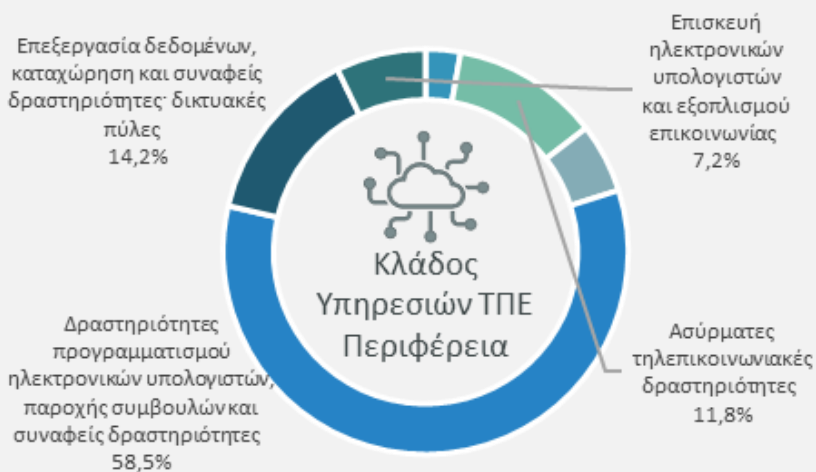 Επεξεργασία δεδομένων,
καταχώρηση και συναφείς
δραστηριότητες· δικτυακές
πύλες
14,2%
Επισκευή
ηλεκτρονικών
υπολογιστών
και εξοπλισμού
επικοινωνίας
7,2%
Κλάδος
Υπηρεσιών ΤΠΕ
Περιφέρεια
Δραστηριότητες
προγραμματισμού
ηλεκτρονικών υπολογιστών,
παροχής συμβουλών και
συναφείς δραστηριότητες
58,5%
Ασύρματες
τηλεπικοινωνιακές
δραστηριότητες
11,8%